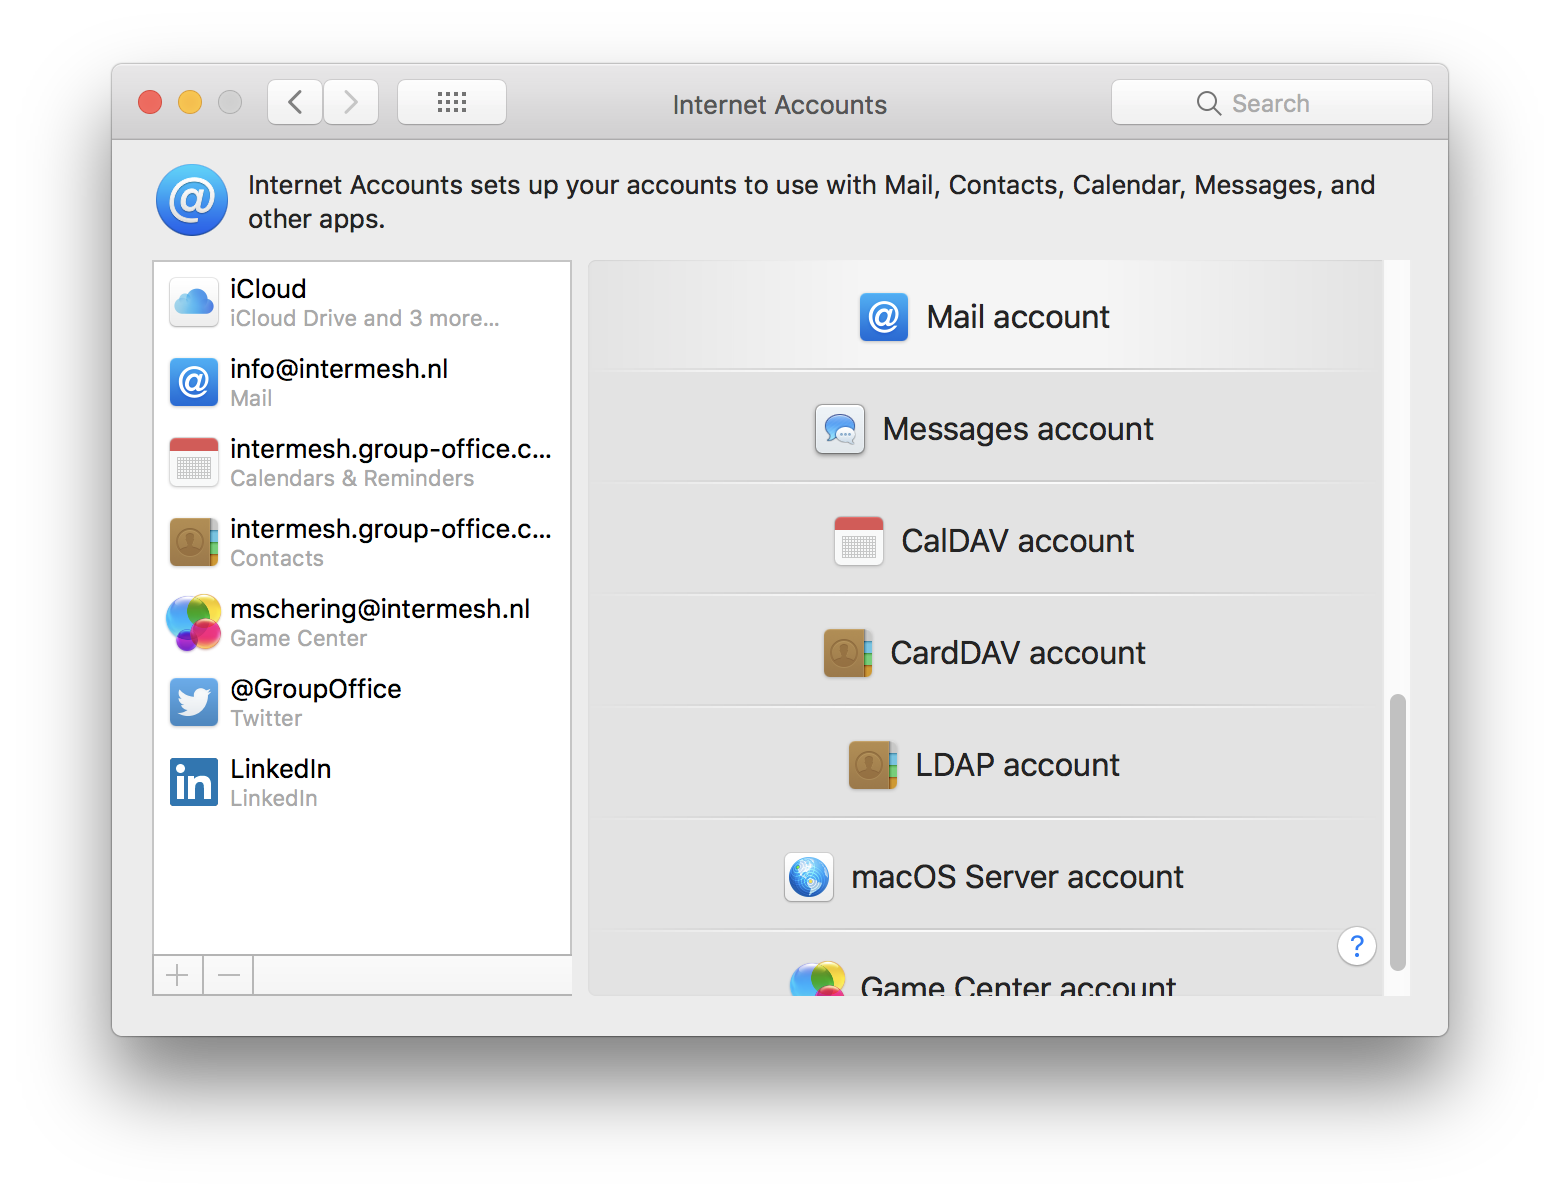 Internet Accounts
Search
Internet Accounts sets up your accounts to use with Mail, Contacts, Calendar, Messages, and
other apps.
iCloud
iCloud Drive and 3 more...
info@intermesh.nl
Mail
intermesh.group-office.c...
Calendars & Reminders
intermesh.group-office.c...
Contacts
mschering@intermesh.nl
Game Center
@GroupOffice
Twitter
LinkedIn
LinkedIn
Mail account
Messages account
CalDAV account
CardDAV account
LDAP account
macOS Server account
Game Center account
?